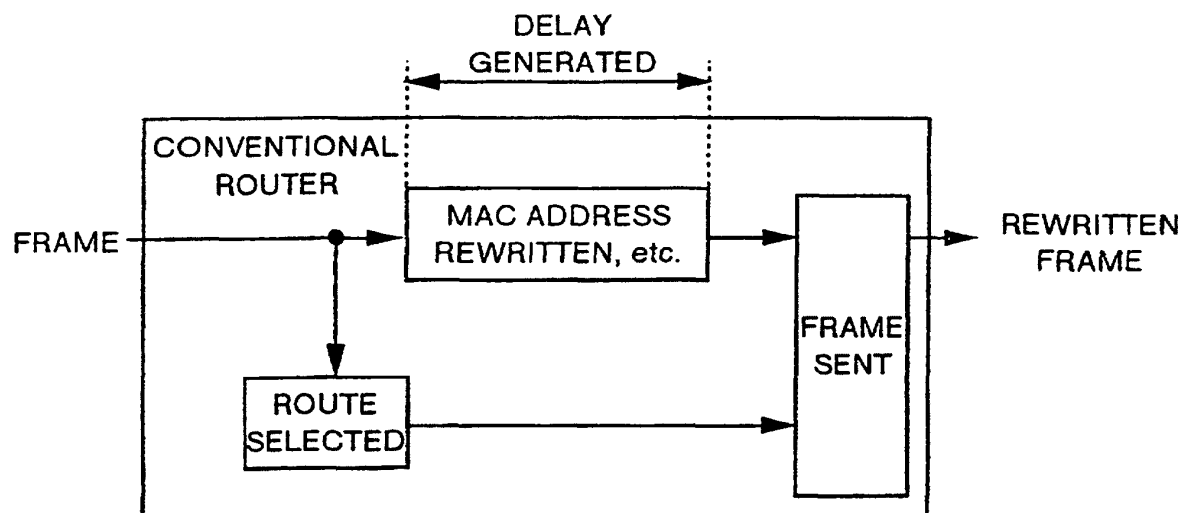 DELAY
GENERATED
CONVENTIONAL
ROUTER
FRAME
MAC ADDRESS
REWRITTEN, etc.
REWRITTEN
FRAME
FRAME
SENT
ROUTE
SELECTED